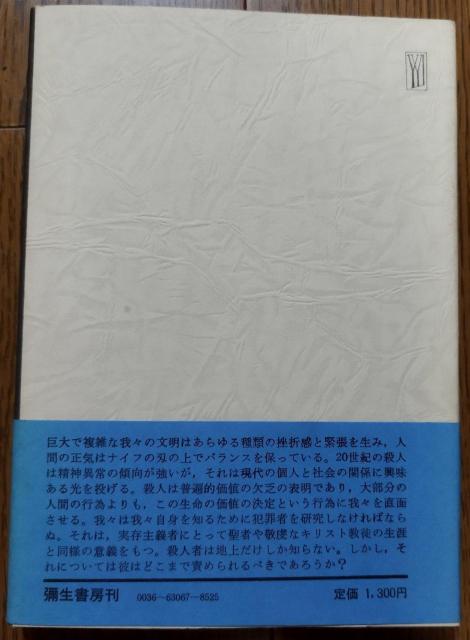 巨大で複雑な我々の文明はあらゆる種類の挫折感と緊張を生み，人
間の正気はナイフの刃の上でバランスを保っている。20世紀の殺人
は精神異常の傾向が強いが，それは現代の個人と社会の関係に興味
ある光を投げる。殺人は普遍的価値の欠乏の表明であり，大部分の
人間の行為よりも，この生命の価値の決定という行為に我々を直面
させる。我々は我々自身を知るために犯罪者を研究しなければなら
ぬ。それは，実存主義者にとって聖者や敬虔なキリスト教徒の生涯
と同様の意義をもつ。殺人者は地上だけしか知らない。しかし，そ
れについては彼はどこまで責められるべきであろうか？
彌生書房刊 0036-63067-8525 定価 1,300円